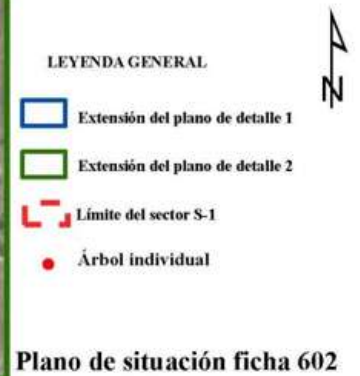 N
LEYENDA GENERAL
Extensión del plano de detalle 1
Extensión del plano de detalle 2
Límite del sector S-1
Árbol individual
Plano de situación ficha 602